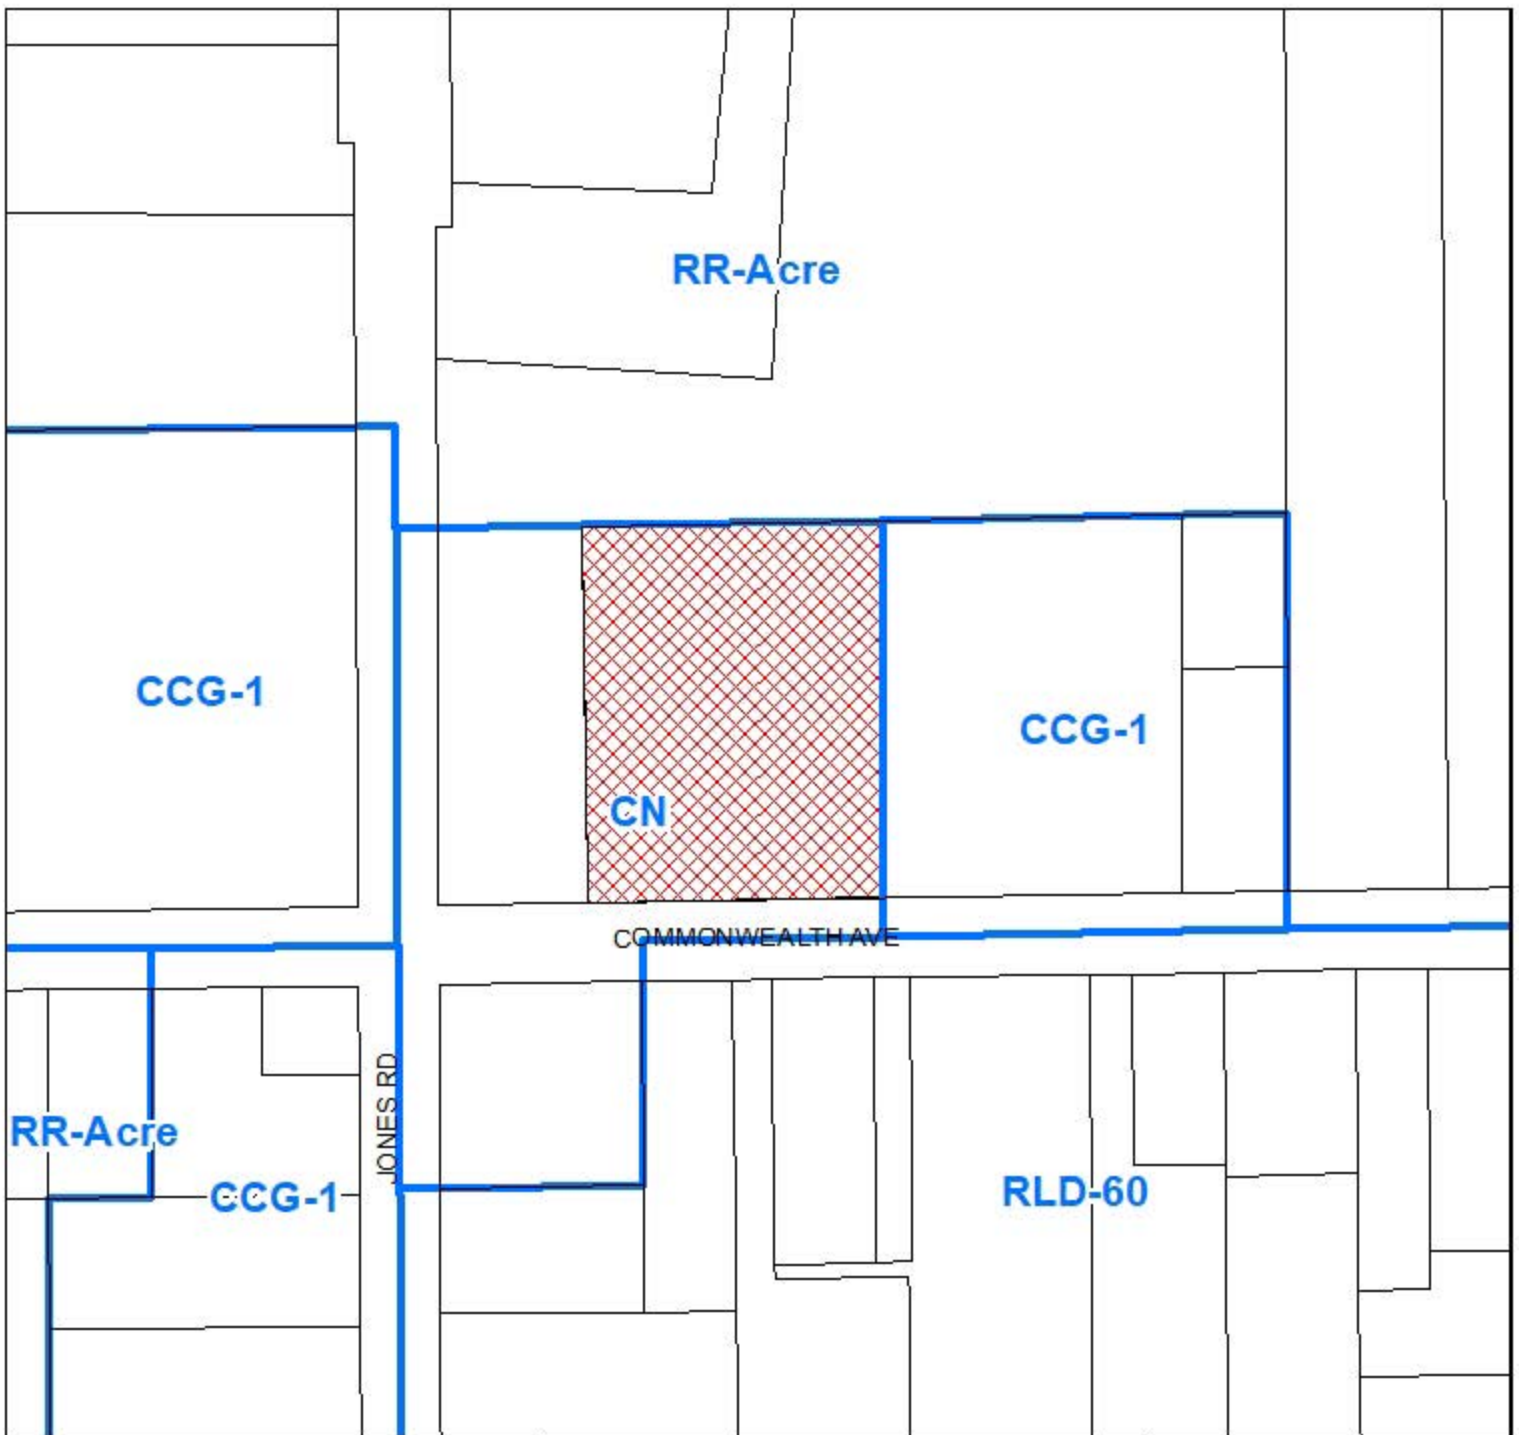 RR-Acre
CCG-1
CCG-1
CN
COMMONWEALTH AVE
JONES RD
RR-Acre
CCG-1
RLD-60